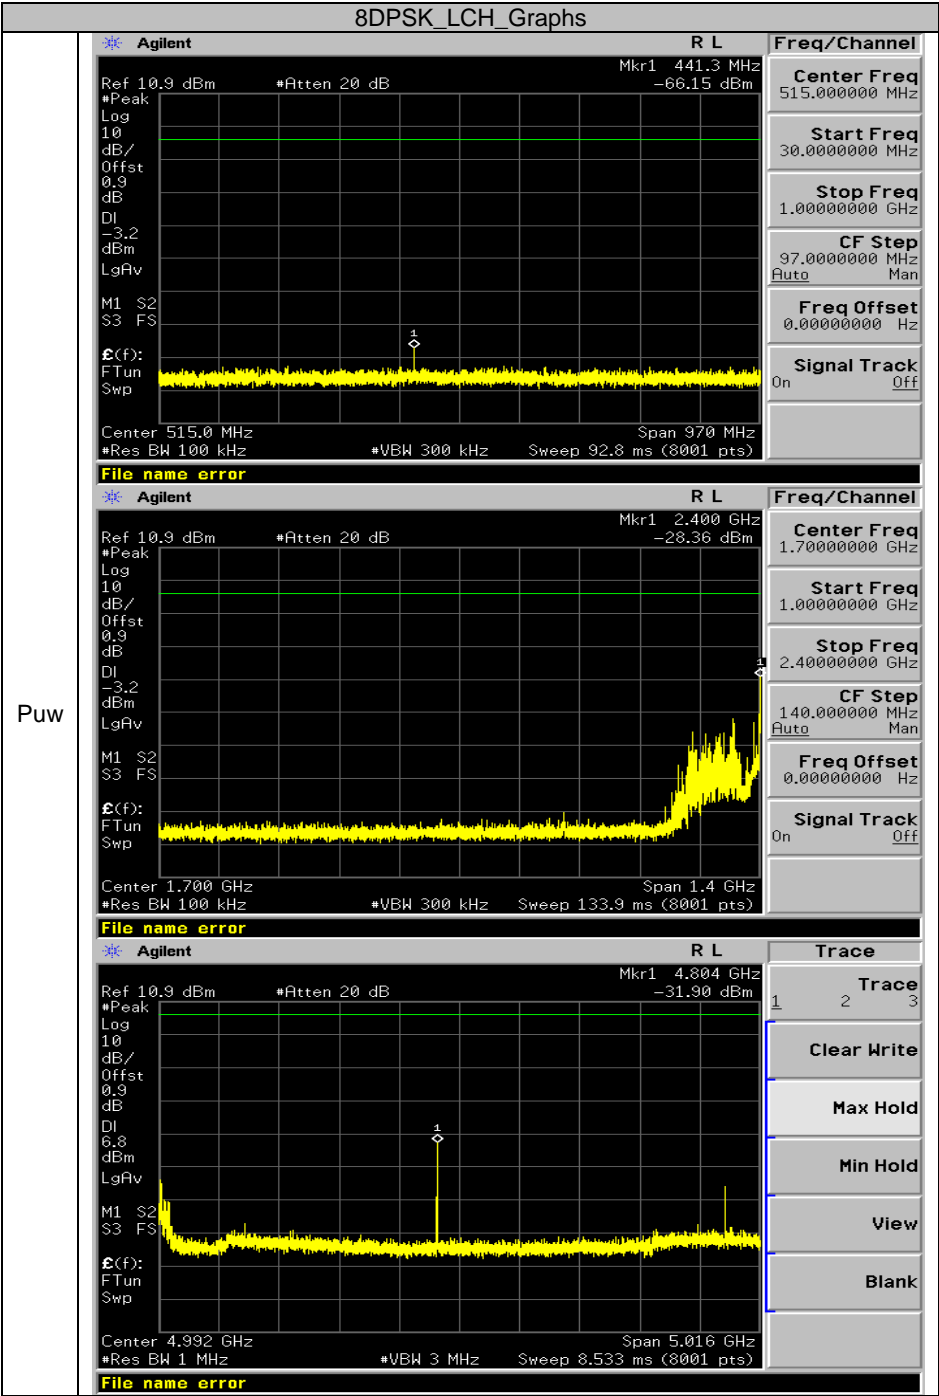 8DPSK_LCH_Graphs
Puw
Agilent R L Freq/Channel
Mkr1 441.3 MHz
Ref 10.9 dBm #Atten 20 dB -66.15 dBm
#Peak
Log
10
dB/
Offst
0.9
dB
DI
-3.2
dBm
LgAv
M1 S2
S3 FS
£(f):
FTun
Swp
1
Center 515.0 MHz Span 970 MHz
#Res BW 100 kHz #VBW 300 kHz Sweep 92.8 ms (8001 pts)
File name error
Center Freq
515.000000 MHz
Start Freq
30.0000000 MHz
Stop Freq
1.00000000 GHz
CF Step
97.0000000 MHz
Auto Man
Freq Offset
0.00000000 Hz
Signal Track
On Off
Agilent R L Freq/Channel
Mkr1 2.400 GHz
Ref 10.9 dBm #Atten 20 dB -28.36 dBm
#Peak
Log
10
dB/
Offst
0.9
dB
DI
-3.2
dBm
LgAv
M1 S2
S3 FS
£(f):
FTun
Swp
1
Center 1.700 GHz Span 1.4 GHz
#Res BW 100 kHz #VBW 300 kHz Sweep 133.9 ms (8001 pts)
File name error
Center Freq
1.70000000 GHz
Start Freq
1.00000000 GHz
Stop Freq
2.40000000 GHz
CF Step
140.000000 MHz
Auto Man
Freq Offset
0.00000000 Hz
Signal Track
On Off
Agilent R L Trace
Mkr1 4.804 GHz
Ref 10.9 dBm #Atten 20 dB -31.90 dBm
#Peak
Log
10
dB/
Offst
0.9
dB
DI
6.8
dBm
LgAv
M1 S2
S3 FS
£(f):
FTun
Swp
1
Center 4.992 GHz Span 5.016 GHz
#Res BW 1 MHz #VBW 3 MHz Sweep 8.533 ms (8001 pts)
File name error
Trace
1 2 3
Clear Write
Max Hold
Min Hold
View
Blank